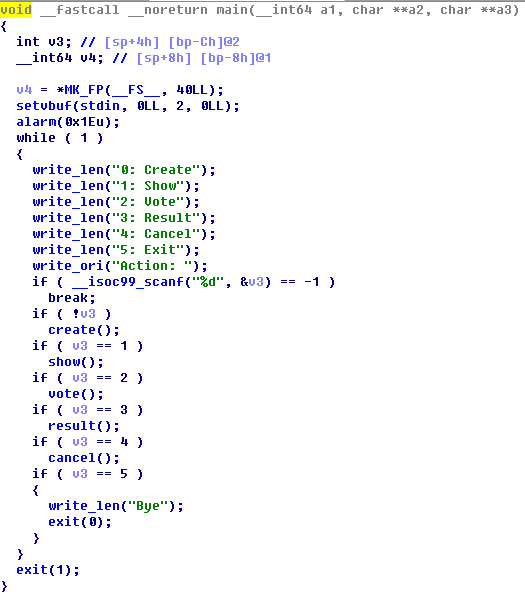 void __fastcall __noreturn main(__int64 a1, char **a2, char **a3)
{
  int v3; // [sp+4h] [bp-Ch]@2
  __int64 v4; // [sp+8h] [bp-8h]@1

  v4 = *MK_FP(__FS__, 40LL);
  setvbuf(stdin, 0LL, 2, 0LL);
  alarm(0x1Eu);
  while ( 1 )
  {
    write_len("0: Create");
    write_len("1: Show");
    write_len("2: Vote");
    write_len("3: Result");
    write_len("4: Cancel");
    write_len("5: Exit");
    write_ori("Action: ");
    if ( __isoc99_scanf("%d", &v3) == -1 )
      break;
    if ( !v3 )
      create();
    if ( v3 == 1 )
      show();
    if ( v3 == 2 )
      vote();
    if ( v3 == 3 )
      result();
    if ( v3 == 4 )
      cancel();
    if ( v3 == 5 )
    {
      write_len("Bye");
      exit(0);
    }
  }
  exit(1);
}